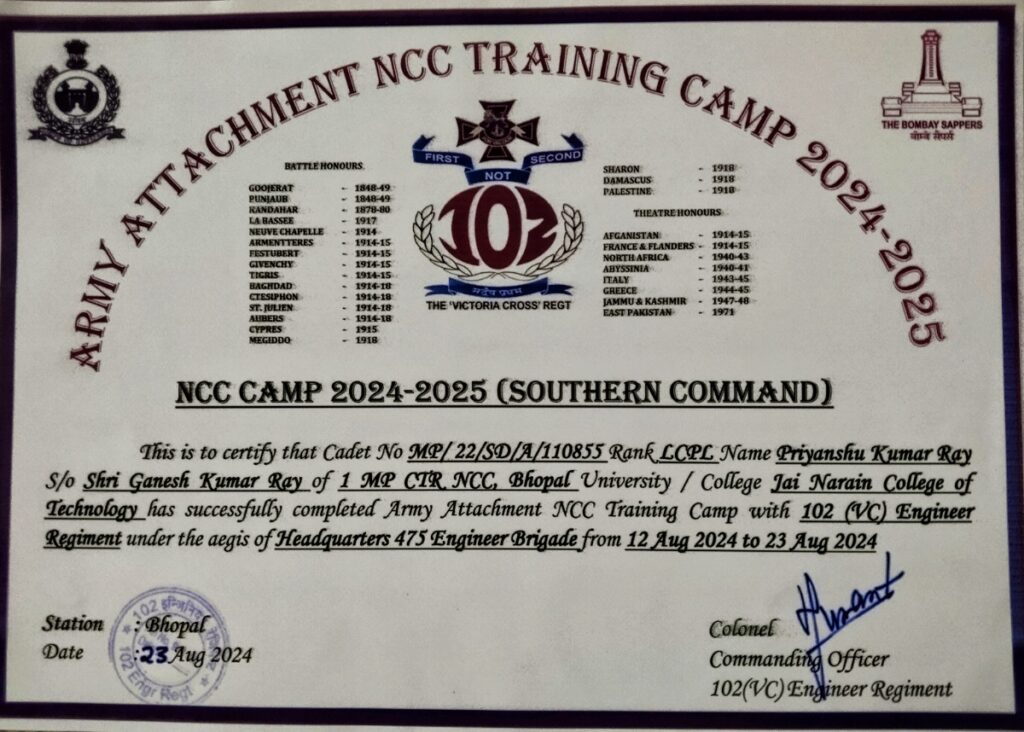 ARMY ATTACHMENT NCC TRAINING CAMP 2024-2025
THE BOMBAY SAPPERS
बॉम्बे सैपर्स
FIRST NOT SECOND
102
THE 'VICTORIA CROSS' REGT
BATTLE HONOURS
GOOJERAT - 1848-49
PUNJAUB - 1848-49
KANDAHAR - 1878-80
LA BASSEE - 1917
NEUVE CHAPELLE - 1914
ARMENTTERES - 1914-15
FESTUBERT - 1914-15
GIVENCHY - 1914-15
TIGRIS - 1914-15
BAGHDAD - 1914-18
CTESIPHON - 1914-18
ST. JULIEN - 1914-18
AUBERS - 1914-18
CYPRES - 1915
MEGIDDO - 1918
SHARON - 1918
DAMASCUS - 1918
PALESTINE - 1918
THEATRE HONOURS
AFGANISTAN - 1914-15
FRANCE & FLANDERS - 1914-15
NORTH AFRICA - 1940-43
ABYSSINIA - 1940-41
ITALY - 1943-45
GREECE - 1944-45
JAMMU & KASHMIR - 1947-48
EAST PAKISTAN - 1971
NCC CAMP 2024-2025 (SOUTHERN COMMAND)
This is to certify that Cadet No MP/ 22/SD/A/110855 Rank LCPL Name Priyanshu Kumar Ray
S/o Shri Ganesh Kumar Ray of 1 MP CTR NCC, Bhopal University / College Jai Narain College of
Technology has successfully completed Army Attachment NCC Training Camp with 102 (VC) Engineer
Regiment under the aegis of Headquarters 475 Engineer Brigade from 12 Aug 2024 to 23 Aug 2024
Station : Bhopal
Date : 23 Aug 2024
102 Engr Regt
Colonel
Commanding Officer
102(VC) Engineer Regiment